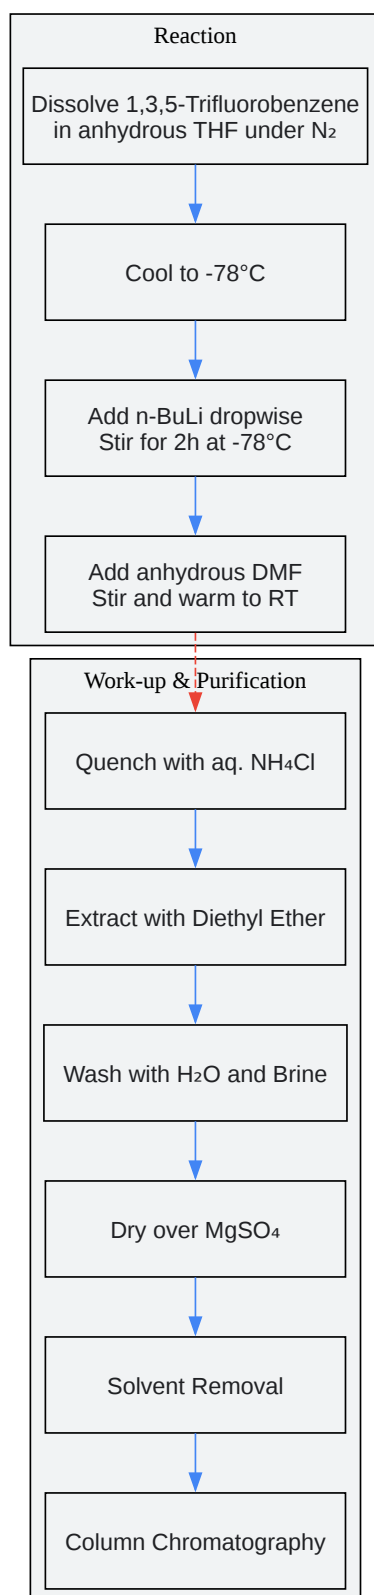 Reaction
Dissolve 1,3,5-Trifluorobenzene
in anhydrous THF under N₂
Cool to -78°C
Add n-BuLi dropwise
Stir for 2h at -78°C
Add anhydrous DMF
Stir and warm to RT
Work-up & Purification
Quench with aq. NH₄Cl
Extract with Diethyl Ether
Wash with H₂O and Brine
Dry over MgSO₄
Solvent Removal
Column Chromatography